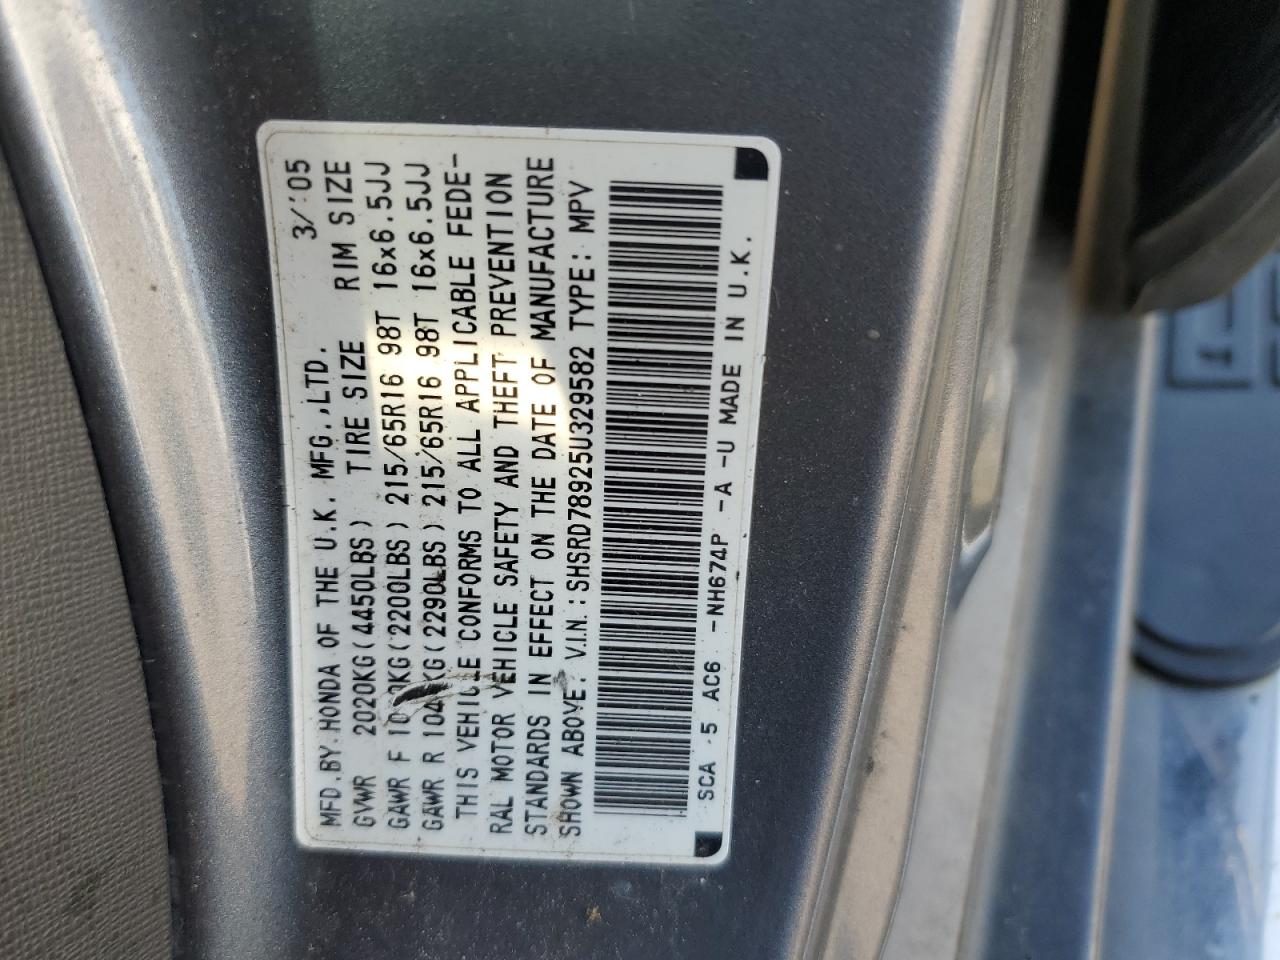 MFD.BY HONDA OF THE U.K. MFG.,LTD. 3/'05
GVWR 2020KG(4450LBS) TIRE SIZE RIM SIZE
GAWR F KG(2200LBS) 215/65R16 98T 16x6.5JJ
GAWR R KG(2290LBS) 215/65R16 98T 16x6.5JJ
THIS VEHICLE CONFORMS TO ALL APPLICABLE FEDE-
RAL MOTOR VEHICLE SAFETY AND THEFT PREVENTION
STANDARDS IN EFFECT ON THE DATE OF MANUFACTURE
SHOWN ABOVE. V.I.N.:SHSRD78925U329582 TYPE: MPV
SCA 5 AC6 -NH674P -A -U MADE IN U.K.